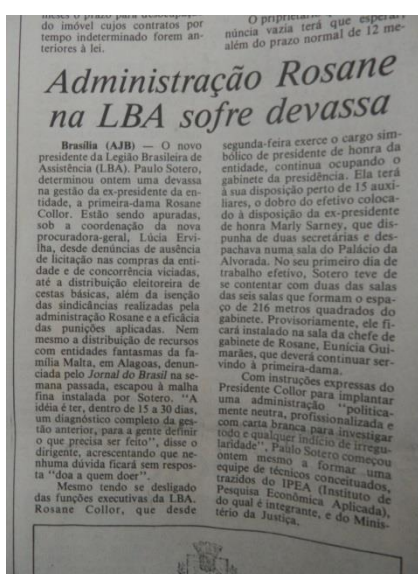 meses o prazo para
do imóvel cujos contratos por
tempo indeterminado forem an-
teriores à lei.
O proprietário
núncia vazia terá que esperar
além do prazo normal de 12 me-
Administração Rosane
na LBA sofre devassa
Brasília (AJB) — O novo
presidente da Legião Brasileira de
Assistência (LBA). Paulo Sotero,
determinou ontem uma devassa
na gestão da ex-presidente da en-
tidade, a primeira-dama Rosane
Collor. Estão sendo apuradas,
sob a coordenação da nova
procuradora-geral, Lúcia Ervi-
lha, desde denúncias de ausência
de licitação nas compras da enti-
dade e de concorrência viciadas,
até a distribuição eleitoreira de
cestas básicas, além da isenção
das sindicâncias realizadas pela
administração Rosane e a eficácia
das punições aplicadas. Nem
mesmo a distribuição de recursos
com entidades fantasmas da fa-
mília Malta, em Alagoas, denun-
ciada pelo Jornal do Brasil na se-
mana passada, escapou à malha
fina instalada por Sotero. "A
idéia é ter, dentro de 15 a 30 dias,
um diagnóstico completo da ges-
tão anterior, para a gente definir
o que precisa ser feito", disse o
dirigente, acrescentando que ne-
nhuma dúvida ficará sem respos-
ta "doa a quem doer".
Mesmo tendo se desligado
das funções executivas da LBA.
Rosane Collor, que desde
segunda-feira exerce o cargo sim-
bólico de presidente de honra da
entidade, continua ocupando o
gabinete da presidência. Ela terá
à sua disposição perto de 15 auxi-
liares, o dobro do efetivo coloca-
do à disposição da ex-presidente
de honra Marly Sarney, que dis-
punha de duas secretárias e des-
pachava numa sala do Palácio da
Alvorada. No seu primeiro dia de
trabalho efetivo, Sotero teve de
se contentar com duas das salas
das seis salas que formam o espa-
ço de 216 metros quadrados do
gabinete. Provisoriamente, ele fi-
cará instalado na sala da chefe de
gabinete de Rosane, Eunícia Gui-
marães, que deverá continuar ser-
vindo à primeira-dama.
Com instruções expressas do
Presidente Collor para implantar
uma administração "politica-
mente neutra, profissionalizada e
com carta branca para investigar
todo e qualquer indício de irregu-
laridade", Paulo Sotero começou
ontem mesmo a formar uma
equipe de técnicos conceituados,
trazidos do IPEA (Instituto de
Pesquisa Econômica Aplicada),
do qual é integrante, e do Minis-
tério da Justiça.